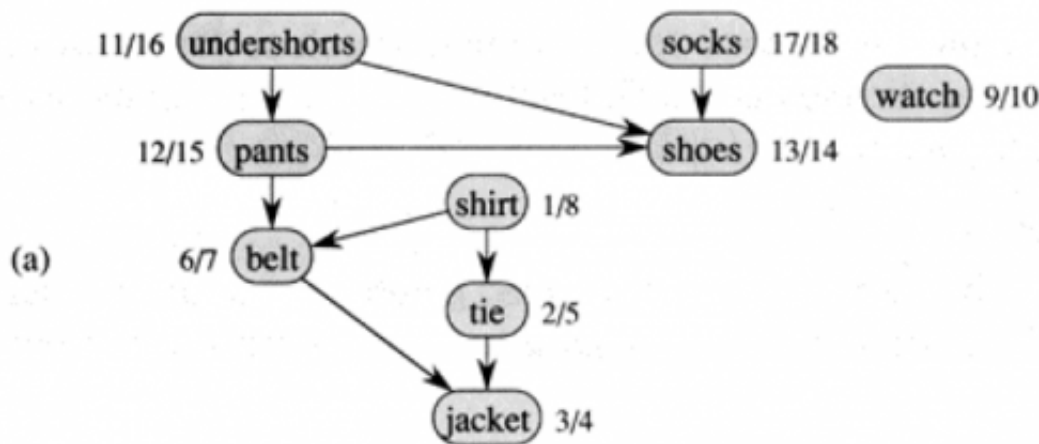 11/16 undershorts socks 17/18
watch 9/10
12/15 pants shoes 13/14
shirt 1/8
(a) 6/7 belt
tie 2/5
jacket 3/4